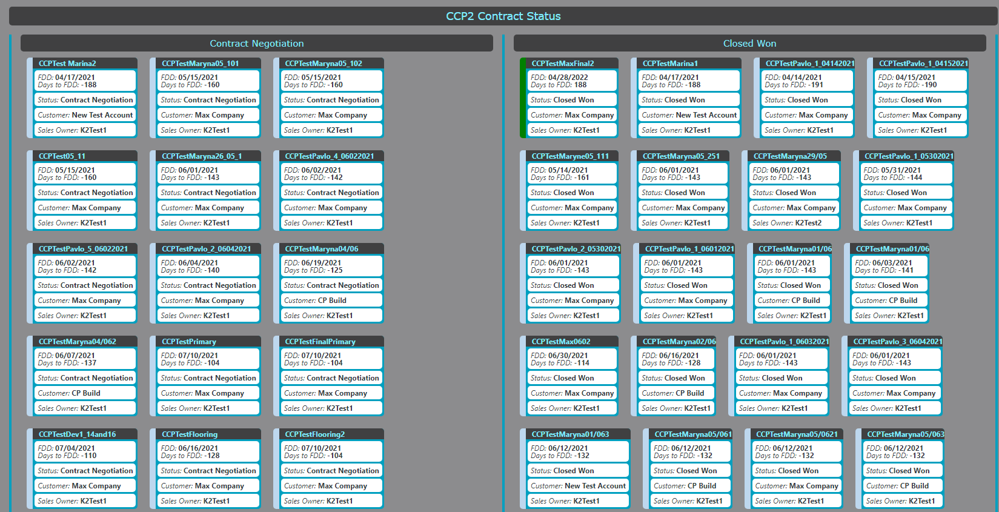 CCP2 Contract Status
Contract Negotiation
CCPTest Marina2
FDD: 04/17/2021
Days to FDD: -188
Status: Contract Negotiation
Customer: New Test Account
Sales Owner: K2Test1
CCPTestMaryna05_101
FDD: 05/15/2021
Days to FDD: -160
Status: Contract Negotiation
Customer: Max Company
Sales Owner: K2Test1
CCPTestMaryna05_102
FDD: 05/15/2021
Days to FDD: -160
Status: Contract Negotiation
Customer: Max Company
Sales Owner: K2Test1
CCPTest05_11
FDD: 05/15/2021
Days to FDD: -160
Status: Contract Negotiation
Customer: Max Company
Sales Owner: K2Test1
CCPTestMaryna26_05_1
FDD: 06/01/2021
Days to FDD: -143
Status: Contract Negotiation
Customer: Max Company
Sales Owner: K2Test1
CCPTestPavlo_4_06022021
FDD: 06/02/2021
Days to FDD: -142
Status: Contract Negotiation
Customer: Max Company
Sales Owner: K2Test1
CCPTestPavlo_5_06022021
FDD: 06/02/2021
Days to FDD: -142
Status: Contract Negotiation
Customer: Max Company
Sales Owner: K2Test1
CCPTestPavlo_2_06042021
FDD: 06/04/2021
Days to FDD: -140
Status: Contract Negotiation
Customer: Max Company
Sales Owner: K2Test1
CCPTestMaryna04/06
FDD: 06/19/2021
Days to FDD: -125
Status: Contract Negotiation
Customer: CP Build
Sales Owner: K2Test1
CCPTestMaryna04/062
FDD: 06/07/2021
Days to FDD: -137
Status: Contract Negotiation
Customer: CP Build
Sales Owner: K2Test1
CCPTestPrimary
FDD: 07/10/2021
Days to FDD: -104
Status: Contract Negotiation
Customer: Max Company
Sales Owner: K2Test1
CCPTestFinalPrimary
FDD: 07/10/2021
Days to FDD: -104
Status: Contract Negotiation
Customer: Max Company
Sales Owner: K2Test1
CCPTestDev1_14and16
FDD: 07/04/2021
Days to FDD: -110
Status: Contract Negotiation
Customer: Max Company
Sales Owner: K2Test1
CCPTestFlooring
FDD: 06/16/2021
Days to FDD: -128
Status: Contract Negotiation
Customer: Max Company
Sales Owner: K2Test1
CCPTestFlooring2
FDD: 07/10/2021
Days to FDD: -104
Status: Contract Negotiation
Customer: Max Company
Sales Owner: K2Test1
Closed Won
CCPTestMaxFinal2
FDD: 04/28/2022
Days to FDD: 188
Status: Closed Won
Customer: Max Company
Sales Owner: K2Test1
CCPTestMarina1
FDD: 04/17/2021
Days to FDD: -188
Status: Closed Won
Customer: New Test Account
Sales Owner: K2Test1
CCPTestPavlo_1_04142021
FDD: 04/14/2021
Days to FDD: -191
Status: Closed Won
Customer: Max Company
Sales Owner: K2Test1
CCPTestPavlo_1_04152021
FDD: 04/15/2021
Days to FDD: -190
Status: Closed Won
Customer: Max Company
Sales Owner: K2Test1
CCPTestMaryne05_111
FDD: 05/14/2021
Days to FDD: -161
Status: Closed Won
Customer: Max Company
Sales Owner: K2Test1
CCPTestMaryna05_251
FDD: 06/01/2021
Days to FDD: -143
Status: Closed Won
Customer: Max Company
Sales Owner: K2Test1
CCPTestMaryna29/05
FDD: 06/01/2021
Days to FDD: -143
Status: Closed Won
Customer: Max Company
Sales Owner: K2Test2
CCPTestPavlo_1_05302021
FDD: 05/31/2021
Days to FDD: -144
Status: Closed Won
Customer: Max Company
Sales Owner: K2Test1
CCPTestPavlo_2_05302021
FDD: 06/01/2021
Days to FDD: -143
Status: Closed Won
Customer: Max Company
Sales Owner: K2Test1
CCPTestPavlo_1_06012021
FDD: 06/01/2021
Days to FDD: -143
Status: Closed Won
Customer: Max Company
Sales Owner: K2Test1
CCPTestMaryna01/06
FDD: 06/01/2021
Days to FDD: -143
Status: Closed Won
Customer: CP Build
Sales Owner: K2Test1
CCPTestMaryna01/06
FDD: 06/03/2021
Days to FDD: -141
Status: Closed Won
Customer: CP Build
Sales Owner: K2Test1
CCPTestMax0602
FDD: 06/30/2021
Days to FDD: -114
Status: Closed Won
Customer: Max Company
Sales Owner: K2Test1
CCPTestMaryna02/06
FDD: 06/16/2021
Days to FDD: -128
Status: Closed Won
Customer: CP Build
Sales Owner: K2Test1
CCPTestPavlo_1_06032021
FDD: 06/01/2021
Days to FDD: -143
Status: Closed Won
Customer: Max Company
Sales Owner: K2Test1
CCPTestPavlo_3_06042021
FDD: 06/01/2021
Days to FDD: -143
Status: Closed Won
Customer: Max Company
Sales Owner: K2Test1
CCPTestMaryna01/063
FDD: 06/12/2021
Days to FDD: -132
Status: Closed Won
Customer: New Test Account
Sales Owner: K2Test1
CCPTestMaryna05/061
FDD: 06/12/2021
Days to FDD: -132
Status: Closed Won
Customer: CP Build
Sales Owner: K2Test1
CCPTestMaryna05/0621
FDD: 06/12/2021
Days to FDD: -132
Status: Closed Won
Customer: Max Company
Sales Owner: K2Test1
CCPTestMaryna05/063
FDD: 06/12/2021
Days to FDD: -132
Status: Closed Won
Customer: CP Build
Sales Owner: K2Test1